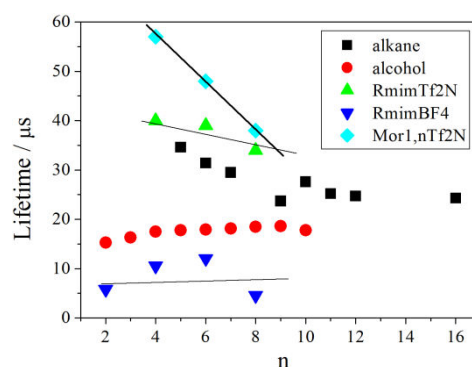 60
50
40
30
20
10
0
Lifetime / μs
2 4 6 8 10 12 14 16
n
alkane
alcohol
RmimTf2N
RmimBF4
Mor1,nTf2N